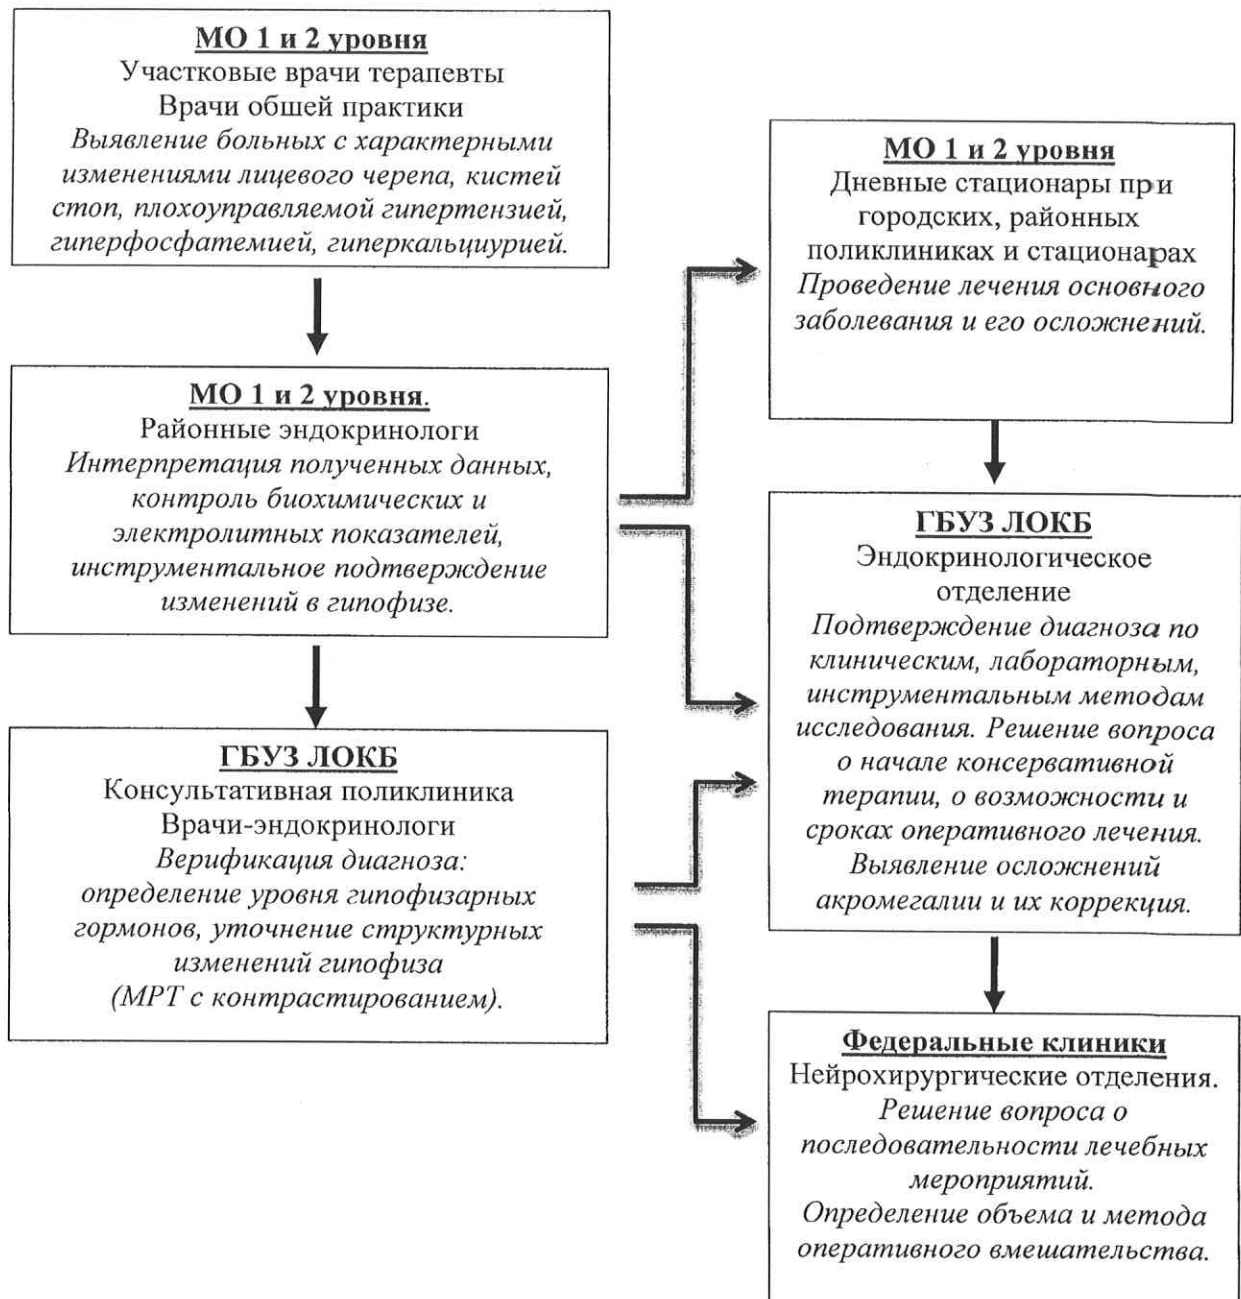 МО 1 и 2 уровня
Участковые врачи терапевты
Врачи обшей практики
Выявление больных с характерными
изменениями лицевого черепа, кистей
стоп, плохоуправляемой гипертензией,
гиперфосфатемией, гиперкальциурией.
МО 1 и 2 уровня.
Районные эндокринологи
Интерпретация полученных данных,
контроль биохимических и
электролитных показателей,
инструментальное подтверждение
изменений в гипофизе.
ГБУЗ ЛОКБ
Консультативная поликлиника
Врачи-эндокринологи
Верификация диагноза:
определение уровня гипофизарных
гормонов, уточнение структурных
изменений гипофиза
(МРТ с контрастированием).
МО 1 и 2 уровня
Дневные стационары при
городских, районных
поликлиниках и стационарах
Проведение лечения основного
заболевания и его осложнений.
ГБУЗ ЛОКБ
Эндокринологическое
отделение
Подтверждение диагноза по
клиническим, лабораторным,
инструментальным методам
исследования. Решение вопроса
о начале консервативной
терапии, о возможности и
сроках оперативного лечения.
Выявление осложнений
акромегалии и их коррекция.
Федеральные клиники
Нейрохирургические отделения.
Решение вопроса о
последовательности лечебных
мероприятий.
Определение объема и метода
оперативного вмешательства.